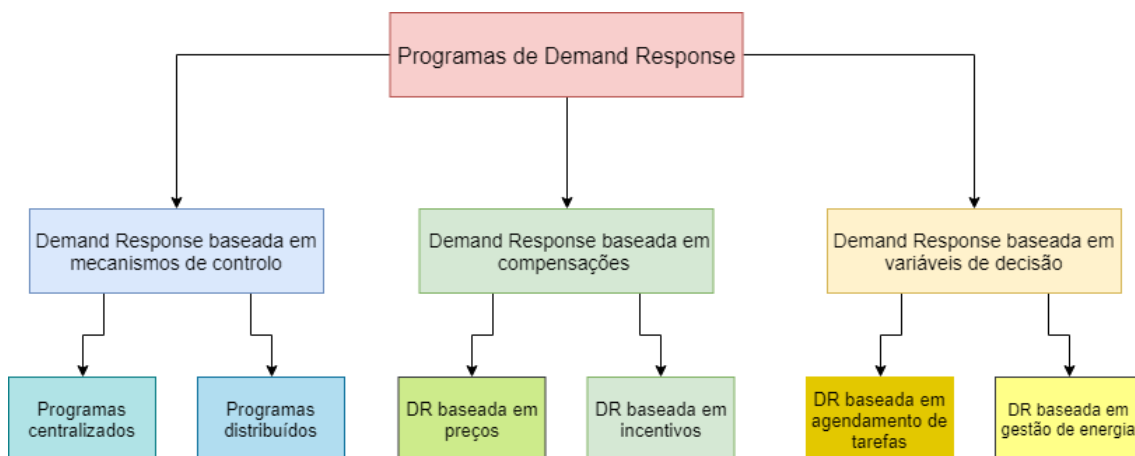 Programas de Demand Response
Demand Response baseada em
mecanismos de controlo
Demand Response baseada em
compensações
Demand Response baseada em
variáveis de decisão
Programas
centralizados
Programas
distribuídos
DR baseada em
preços
DR baseada em
incentivos
DR baseada em
agendamento de
tarefas
DR baseada em
gestão de energia